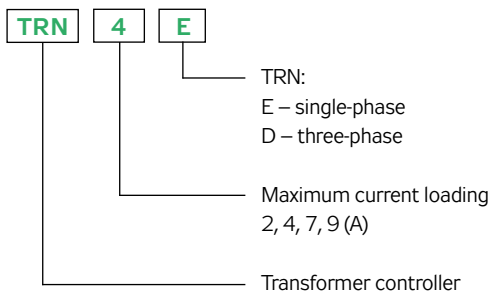 TRN 4 E
TRN:
E – single-phase
D – three-phase
Maximum current loading
2, 4, 7, 9 (A)
Transformer controller